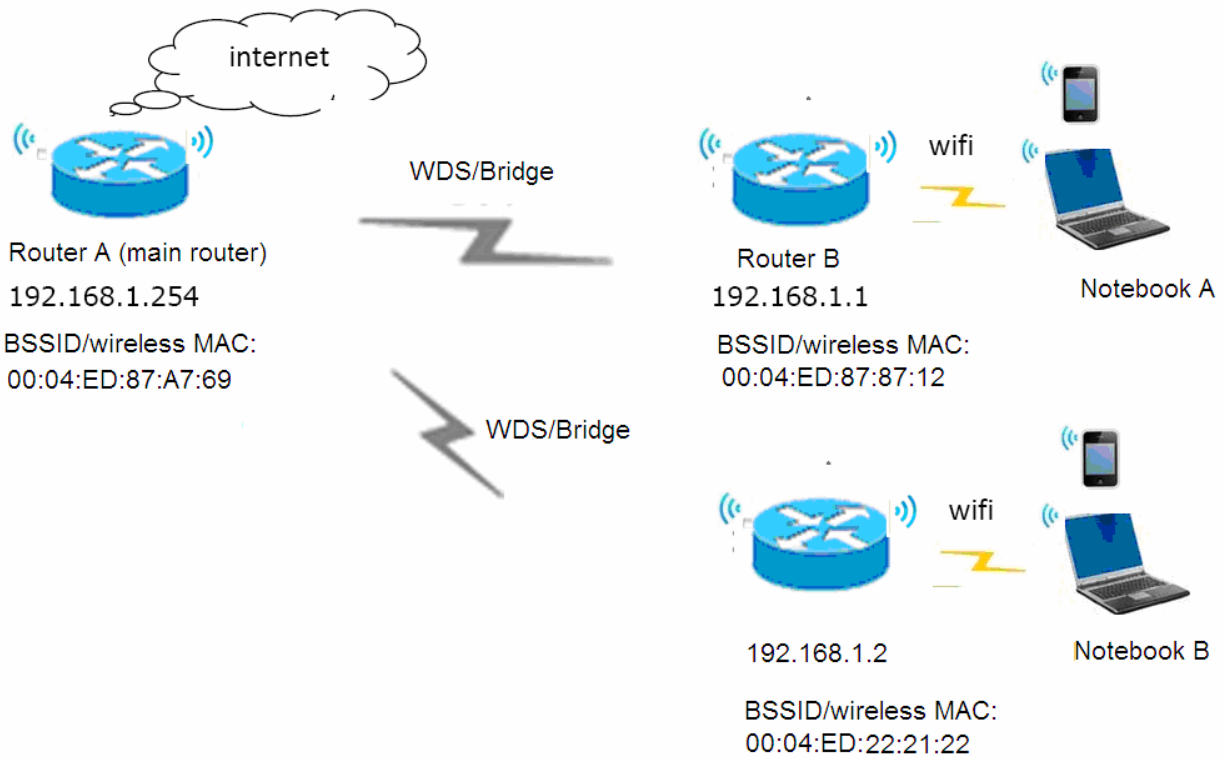 internet
WDS/Bridge
wifi
Router A (main router)
192.168.1.254
BSSID/wireless MAC:
00:04:ED:87:A7:69
Router B
192.168.1.1
BSSID/wireless MAC:
00:04:ED:87:87:12
Notebook A
WDS/Bridge
wifi
192.168.1.2
BSSID/wireless MAC:
00:04:ED:22:21:22
Notebook B